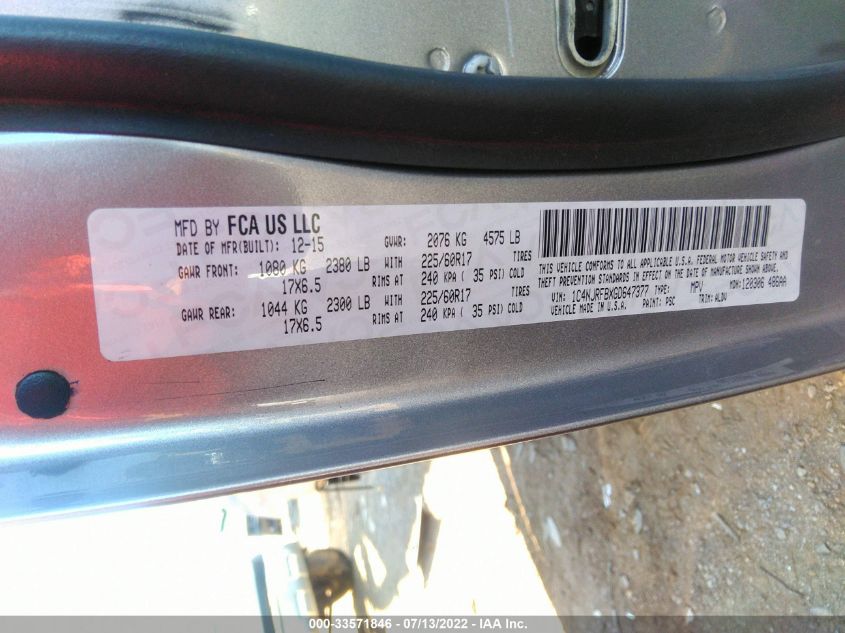 MFD BY FCA US LLC
DATE OF MFR(BUILT): 12-15 GVWR: 2076 KG 4575 LB
GAWR FRONT: 1080 KG 2380 LB WITH 225/60R17 TIRES
17X6.5 RIMS AT 240 KPA ( 35 PSI) COLD
GAWR REAR: 1044 KG 2300 LB WITH 225/60R17 TIRES
17X6.5 RIMS AT 240 KPA ( 35 PSI) COLD
THIS VEHICLE CONFORMS TO ALL APPLICABLE U.S.A. FEDERAL MOTOR VEHICLE SAFETY AND
THEFT PREVENTION STANDARDS IN EFFECT ON THE DATE OF MANUFACTURE SHOWN ABOVE.
VIN: 1C4NJRFBXGD647377 TYPE: MPV MDH: 120306 486AA
VEHICLE MADE IN U.S.A. PAINT: PSC TRIM: ALDV
000-33571846 - 07/13/2022 - IAA Inc.